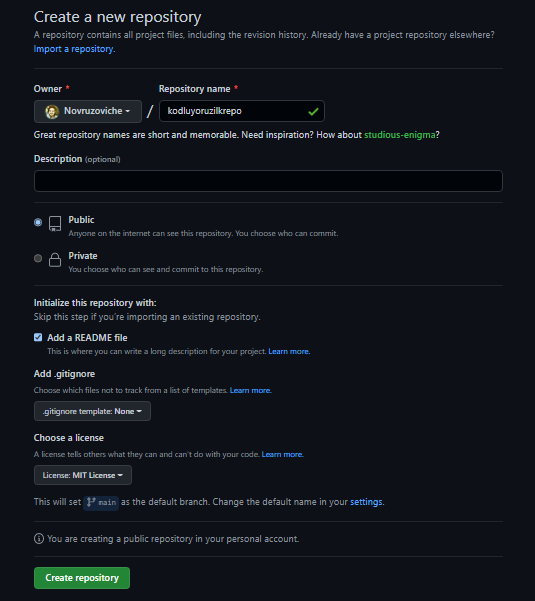 Create a new repository
A repository contains all project files, including the revision history. Already have a project repository elsewhere?
Import a repository.
Owner * Repository name *
Novruzoviche / kodluyoruzilkrepo
Great repository names are short and memorable. Need inspiration? How about studious-enigma?
Description (optional)
Public
Anyone on the internet can see this repository. You choose who can commit.
Private
You choose who can see and commit to this repository.
Initialize this repository with:
Skip this step if you're importing an existing repository.
Add a README file
This is where you can write a long description for your project. Learn more.
Add .gitignore
Choose which files not to track from a list of templates. Learn more.
.gitignore template: None
Choose a license
A license tells others what they can and can't do with your code. Learn more.
License: MIT License
This will set main as the default branch. Change the default name in your settings.
You are creating a public repository in your personal account.
Create repository